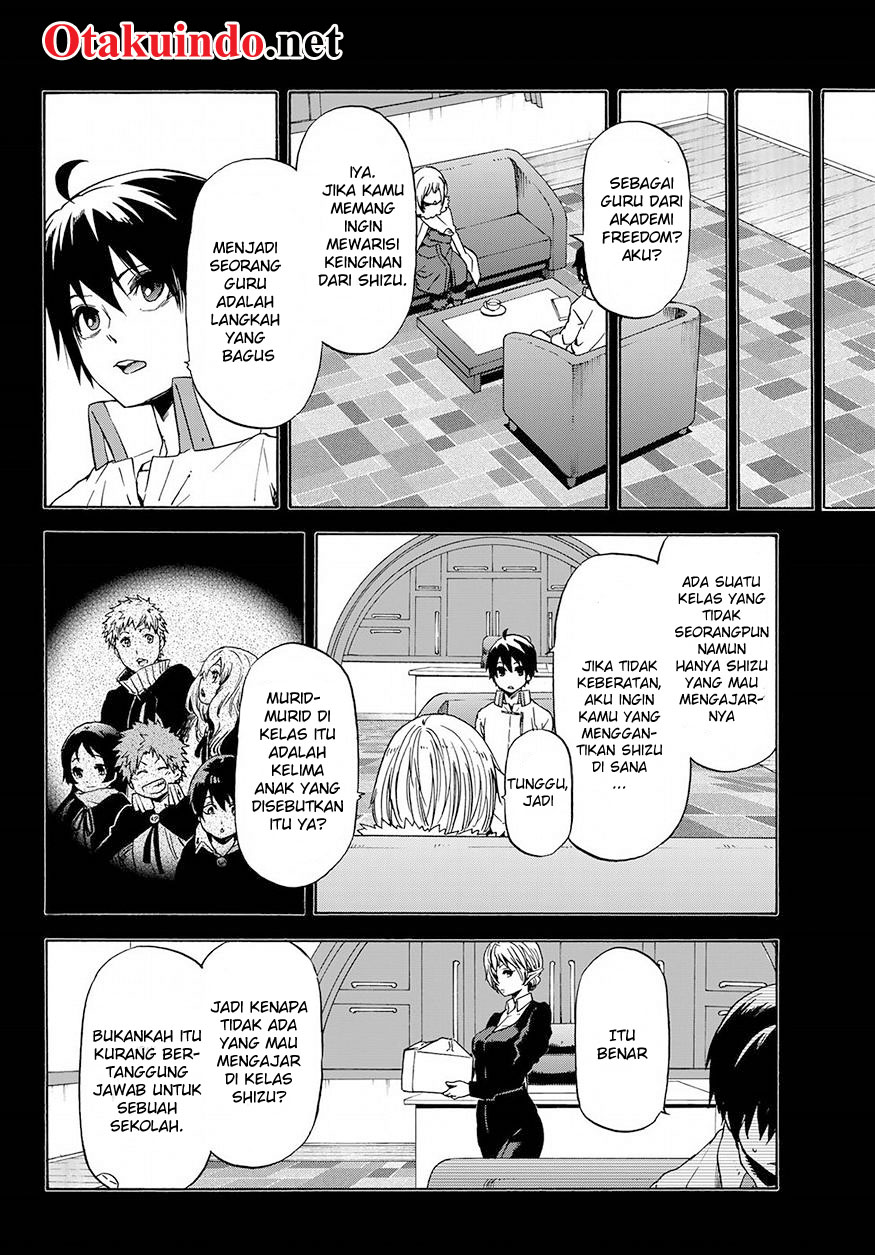 Otakuindo.net
SEBAGAI
GURU DARI
AKADEMI
FREEDOM?
AKU?
IYA.
JIKA KAMU
MEMANG
INGIN
MEWARISI
KEINGINAN
DARI SHIZU.
MENJADI
SEORANG
GURU
ADALAH
LANGKAH
YANG
BAGUS
ADA SUATU
KELAS YANG
TIDAK
SEORANGPUN
NAMUN
HANYA SHIZU
YANG MAU
MENGAJAR-
NYA
JIKA TIDAK
KEBERATAN,
AKU INGIN
KAMU YANG
MENGGAN-
TIKAN SHIZU
DI SANA
...
TUNGGU,
JADI
MURID-
MURID DI
KELAS ITU
ADALAH
KELIMA
ANAK YANG
DISEBUTKAN
ITU YA?
ITU
BENAR
JADI KENAPA
TIDAK ADA
YANG MAU
MENGAJAR
DI KELAS
SHIZU?
BUKANKAH ITU
KURANG BER-
TANGGUNG
JAWAB UNTUK
SEBUAH
SEKOLAH.